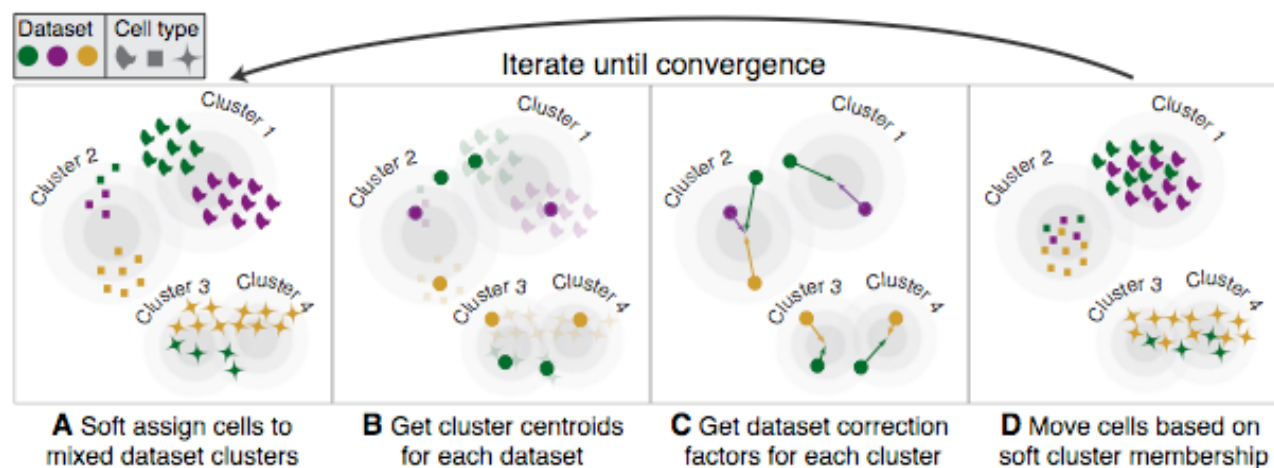 Dataset
Cell type
Iterate until convergence
Cluster 1
Cluster 2
Cluster 3
Cluster 4
Cluster 1
Cluster 2
Cluster 3
Cluster 4
Cluster 1
Cluster 2
Cluster 3
Cluster 4
Cluster 1
Cluster 2
Cluster 3
Cluster 4
A Soft assign cells to
mixed dataset clusters
B Get cluster centroids
for each dataset
C Get dataset correction
factors for each cluster
D Move cells based on
soft cluster membership